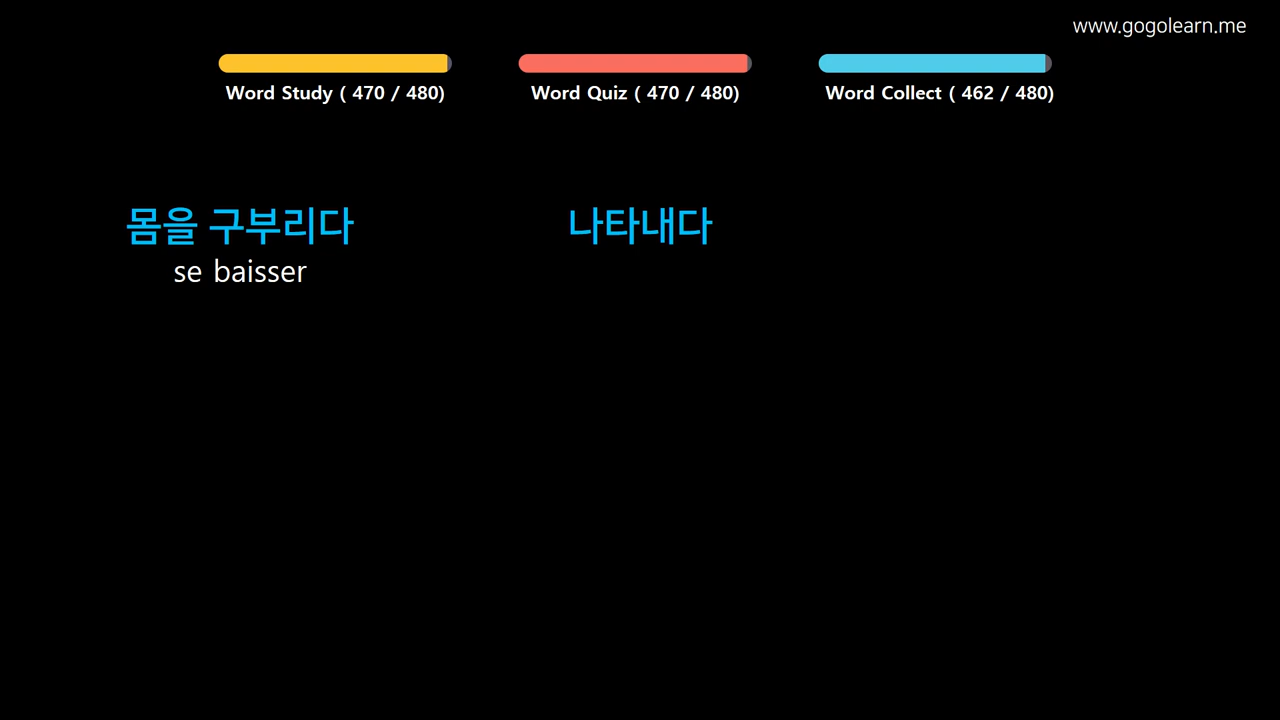 www.gogolearn.me
Word Study ( 470 / 480)
Word Quiz ( 470 / 480)
Word Collect ( 462 / 480)
몸을 구부리다
se baisser
나타내다